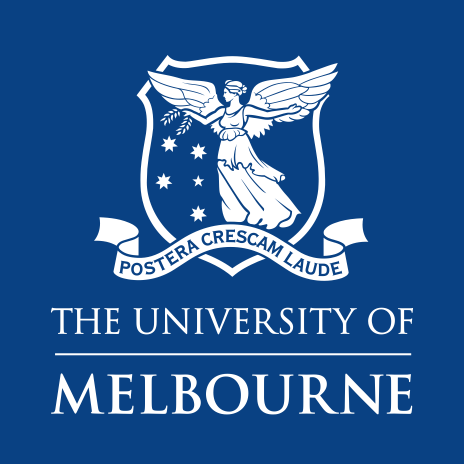 POSTERA CRESCAM LAUDE
THE UNIVERSITY OF
MELBOURNE